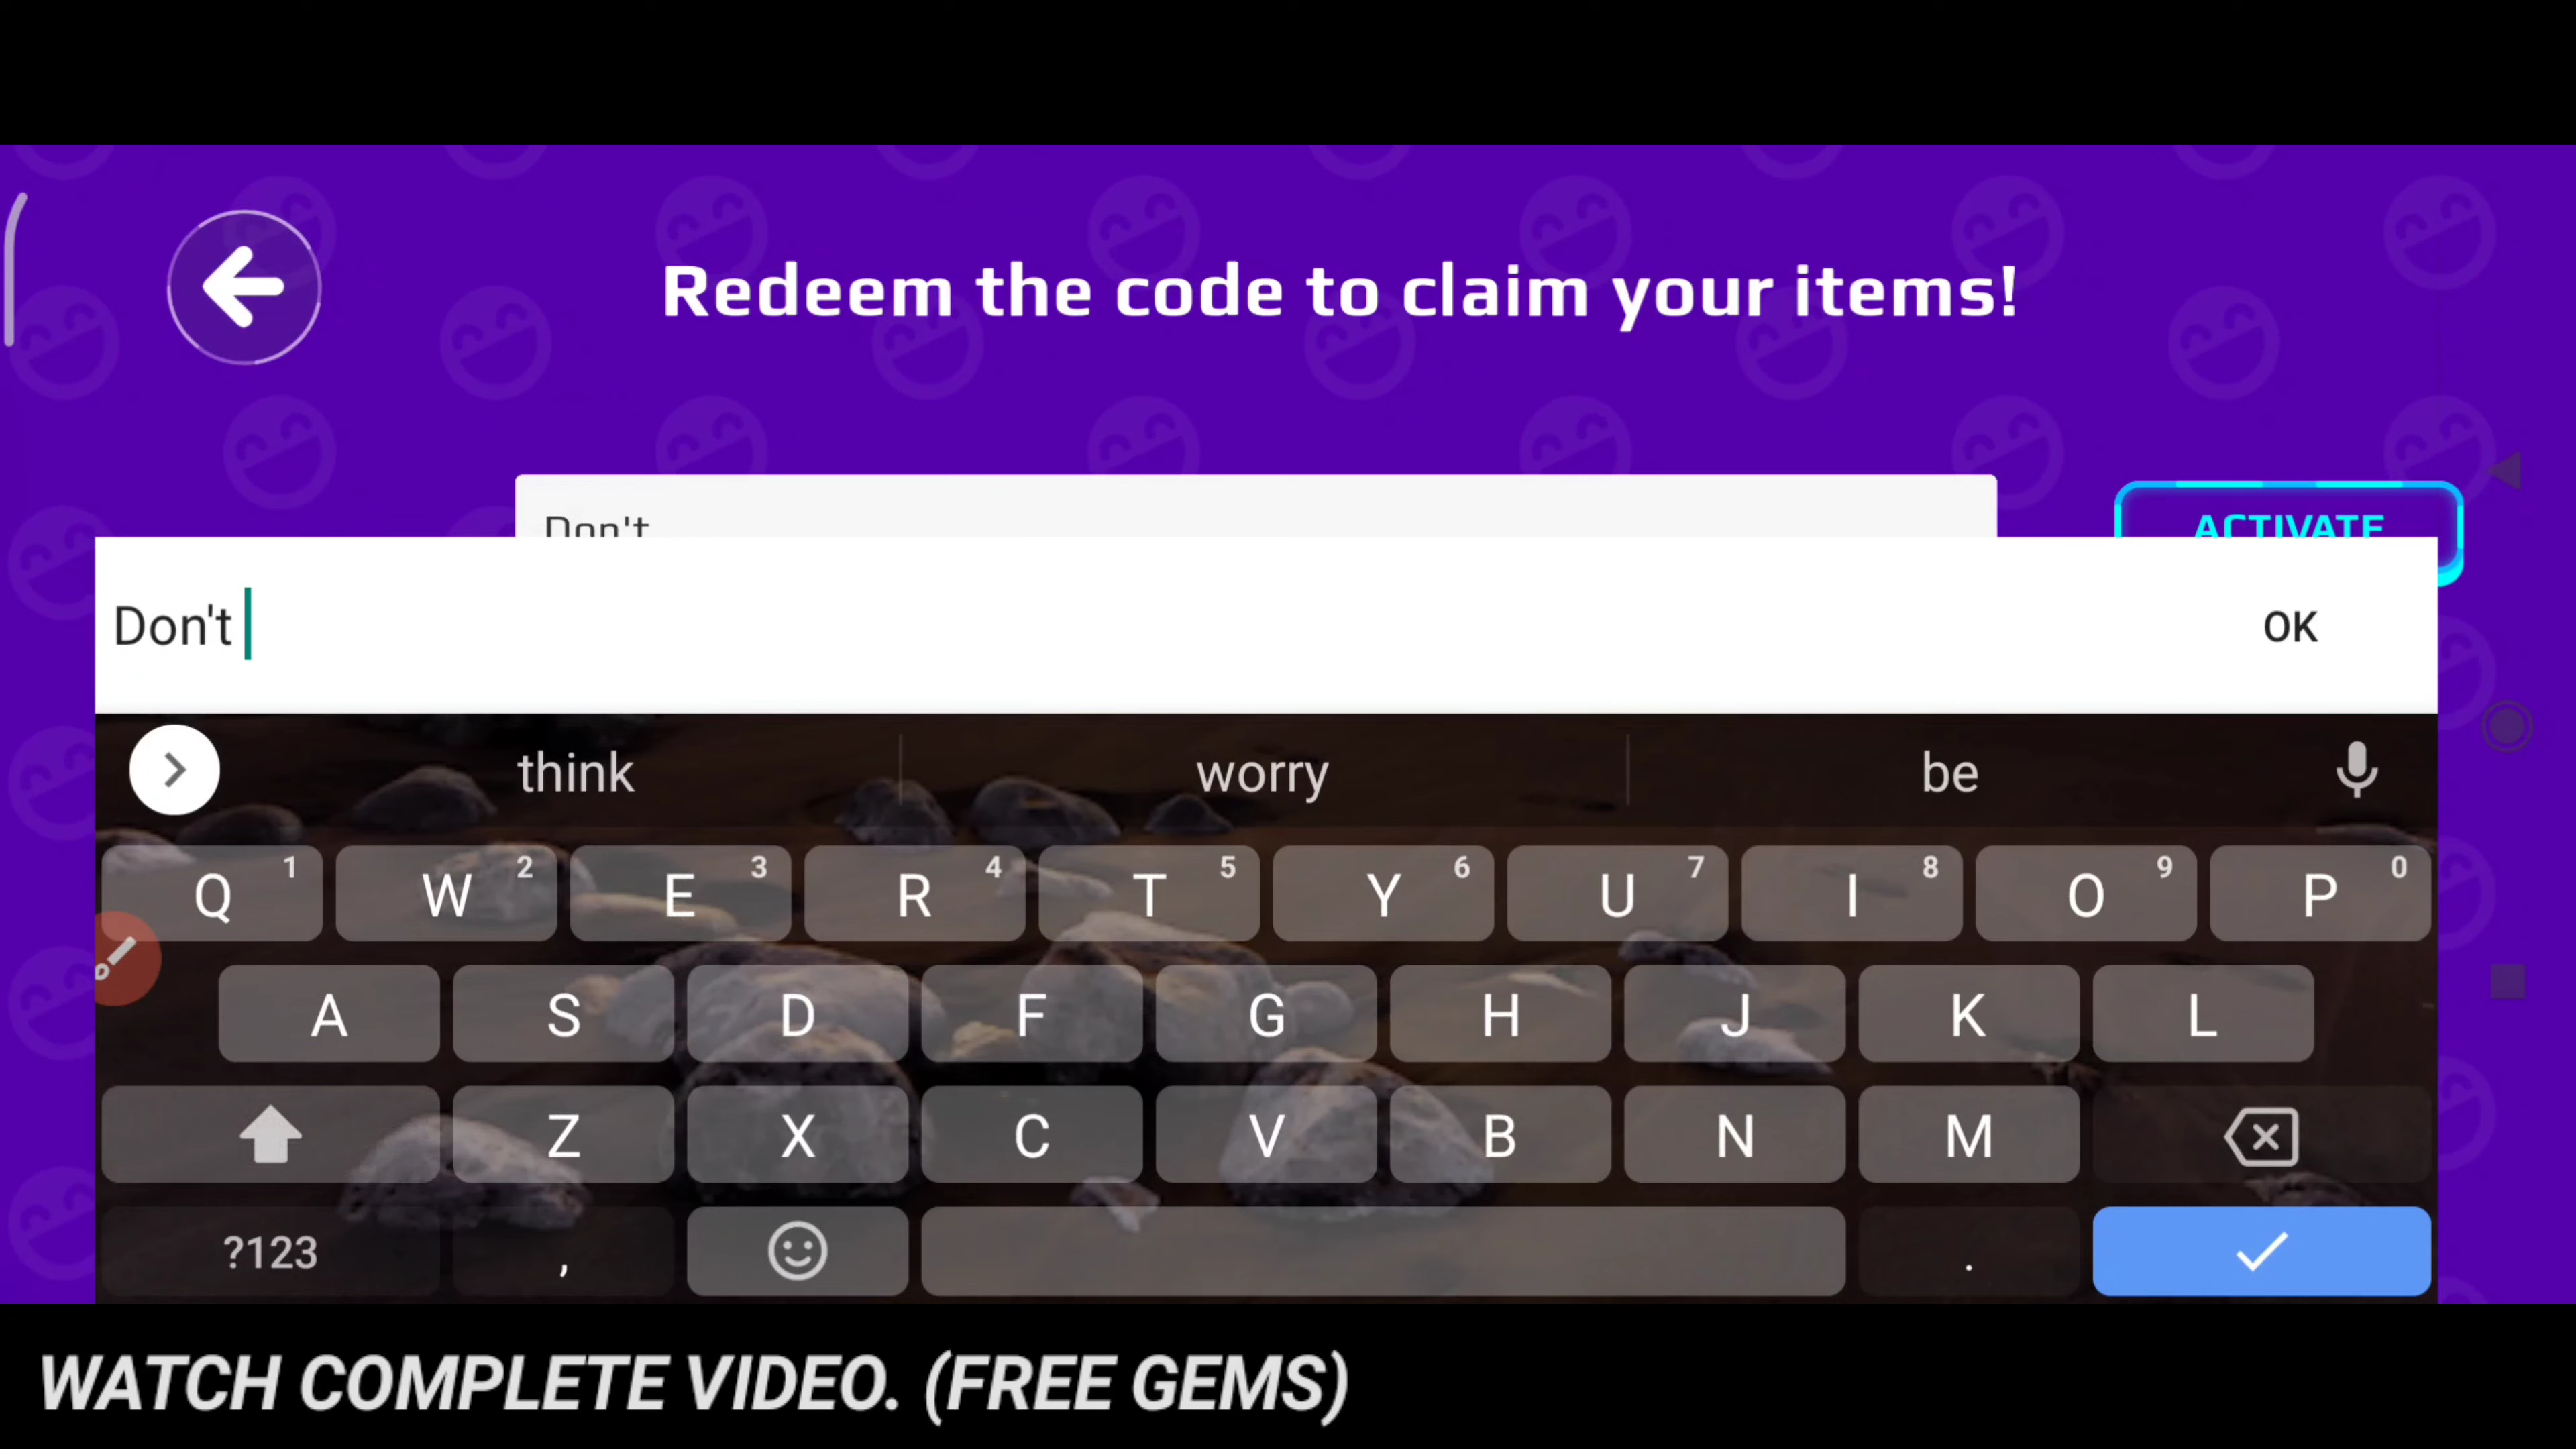 Redeem the code to claim your items!
Don't
ACTIVATE
Don't
OK
think worry be
Q 1 W 2 E 3 R 4 T 5 Y 6 U 7 I 8 O 9 P 0
A S D F G H J K L
Z X C V B N M
?123 , .
WATCH COMPLETE VIDEO. (FREE GEMS)